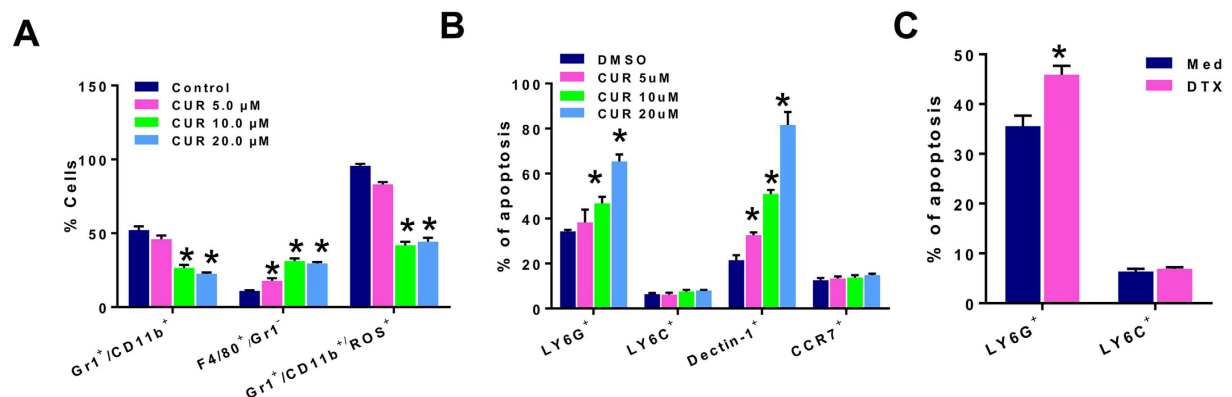 A
% Cells
150
100
50
0
Control
CUR 5.0 µM
CUR 10.0 µM
CUR 20.0 µM
* * * * * * *
Gr1+/CD11b+
F4/80+/Gr1-
Gr1+/CD11b+/ROS+
B
% of apoptosis
100
80
60
40
20
0
DMSO
CUR 5uM
CUR 10uM
CUR 20uM
* * * * *
LY6G+
LY6C+
Dectin-1+
CCR7+
C
% of apoptosis
50
40
30
20
10
0
Med
DTX
*
LY6G+
LY6C+